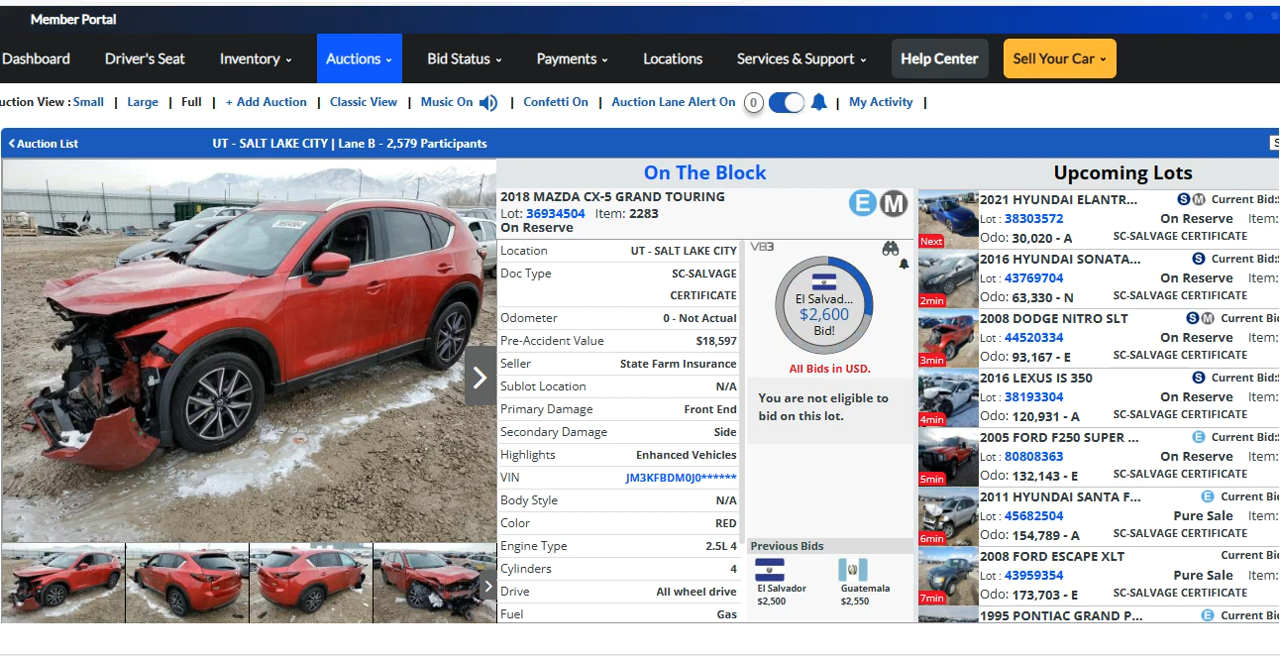 Member Portal
Dashboard Driver's Seat Inventory Auctions Bid Status Payments Locations Services & Support Help Center Sell Your Car
uction View : Small | Large | Full | + Add Auction | Classic View | Music On | Confetti On | Auction Lane Alert On 0 | My Activity |
Auction List
UT - SALT LAKE CITY | Lane B - 2,579 Participants
S
On The Block
2018 MAZDA CX-5 GRAND TOURING
Lot: 36934504 Item: 2283
On Reserve
E M
Location UT - SALT LAKE CITY
Doc Type SC-SALVAGE
CERTIFICATE
Odometer 0 - Not Actual
Pre-Accident Value $18,597
Seller State Farm Insurance
Sublot Location N/A
Primary Damage Front End
Secondary Damage Side
Highlights Enhanced Vehicles
VIN JM3KFBDM0J0******
Body Style N/A
Color RED
Engine Type 2.5L 4
Cylinders 4
Drive All wheel drive
Fuel Gas
VB3
El Salvad...
$2,600
Bid!
All Bids in USD.
You are not eligible to
bid on this lot.
Previous Bids
El Salvador Guatemala
$2,500 $2,550
Upcoming Lots
2021 HYUNDAI ELANTR... S M Current Bid:
Lot : 38303572 On Reserve Item:
Next
Odo: 30,020 - A SC-SALVAGE CERTIFICATE
2016 HYUNDAI SONATA... S Current Bid:
Lot : 43769704 On Reserve Item:
2min
Odo: 63,330 - N SC-SALVAGE CERTIFICATE
2008 DODGE NITRO SLT S M Current Bid
Lot : 44520334 On Reserve Item:
3min
Odo: 93,167 - E SC-SALVAGE CERTIFICATE
2016 LEXUS IS 350 S Current Bid:
Lot : 38193304 On Reserve Item:
4min
Odo: 120,931 - A SC-SALVAGE CERTIFICATE
2005 FORD F250 SUPER ... E Current Bid:
Lot : 80808363 On Reserve Item:
5min
Odo: 132,143 - E SC-SALVAGE CERTIFICATE
2011 HYUNDAI SANTA F... E Current Bid
Lot : 45682504 Pure Sale Item:
6min
Odo: 154,789 - A SC-SALVAGE CERTIFICATE
2008 FORD ESCAPE XLT Current Bid
Lot : 43959354 Pure Sale Item:
7min
Odo: 173,703 - E SC-SALVAGE CERTIFICATE
1995 PONTIAC GRAND P... E Current Bid